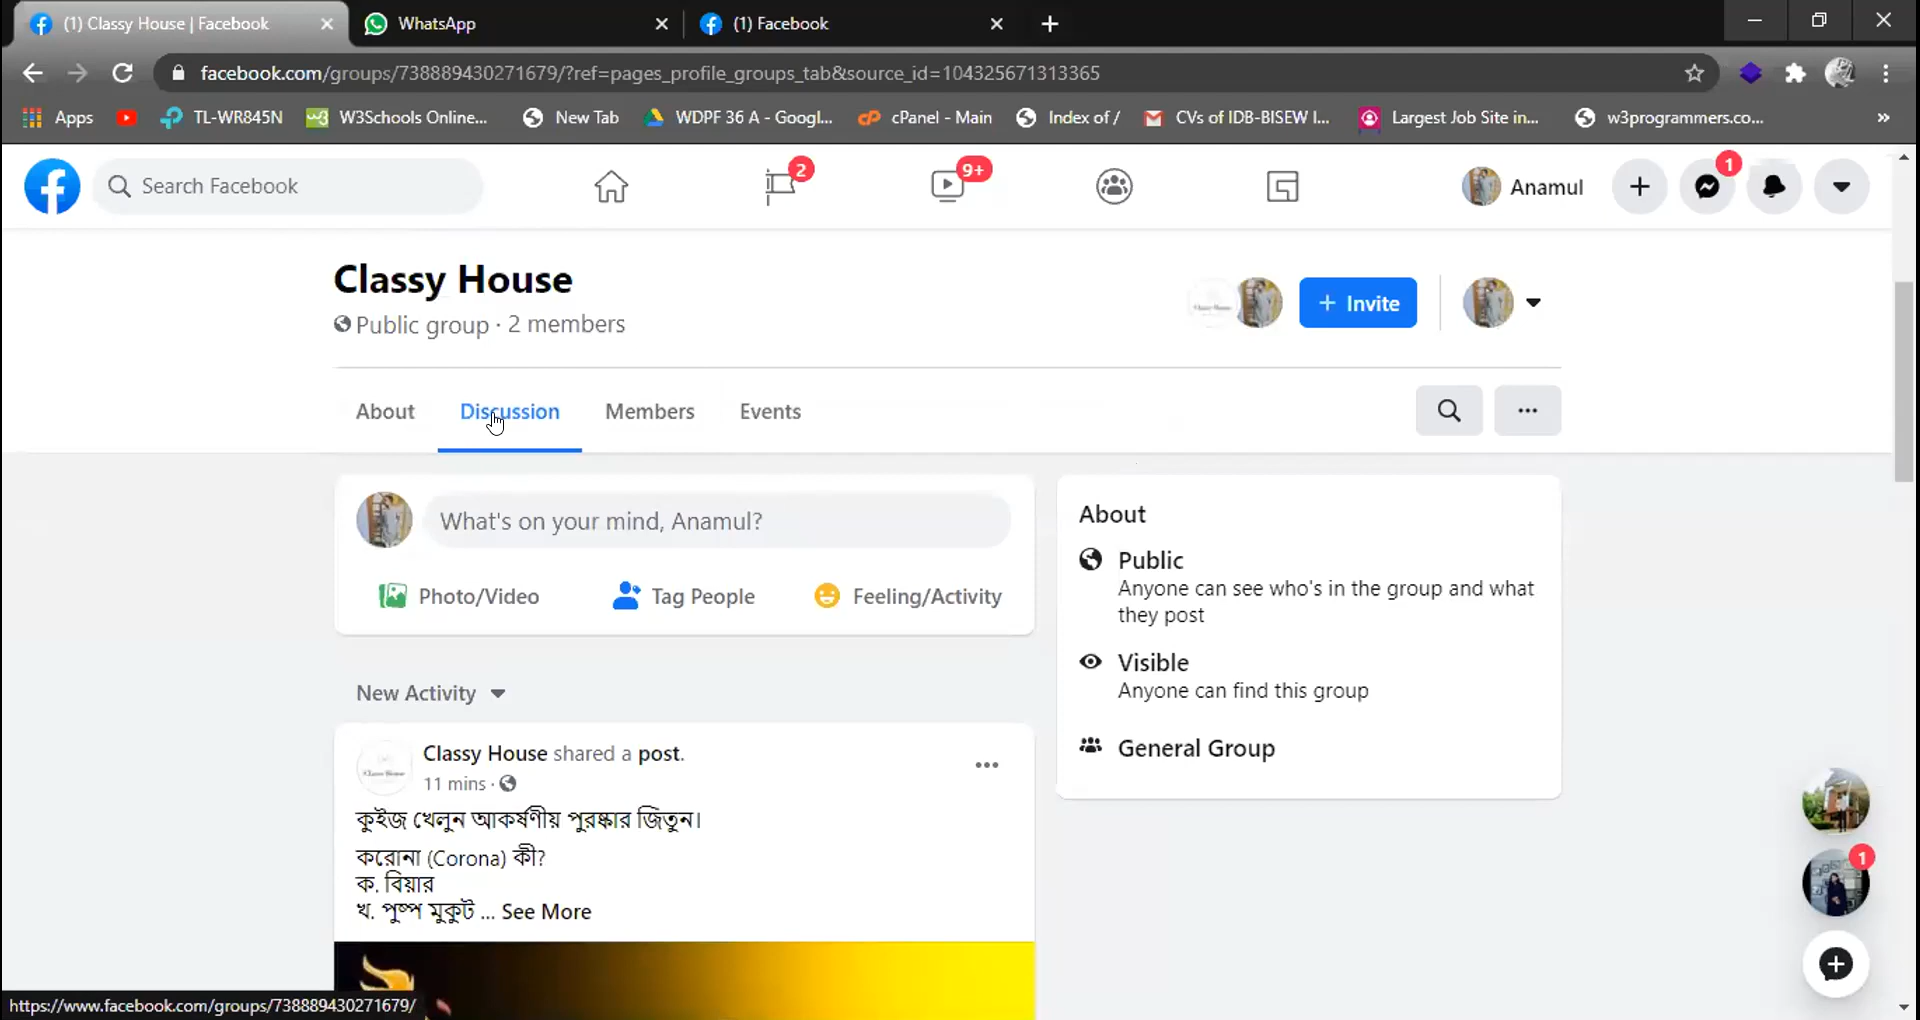 (1) Classy House | Facebook
WhatsApp
(1) Facebook
facebook.com/groups/738889430271679/?ref=pages_profile_groups_tab&source_id=104325671313365
Apps
TL-WR845N
W3Schools Online...
New Tab
WDPF 36 A - Googl...
cPanel - Main
Index of /
CVs of IDB-BISEW I...
Largest Job Site in...
w3programmers.co...
Search Facebook
2
9+
Anamul
1
Classy House
Public group · 2 members
+ Invite
About
Discussion
Members
Events
What's on your mind, Anamul?
Photo/Video
Tag People
Feeling/Activity
About
Public
Anyone can see who's in the group and what
they post
Visible
Anyone can find this group
General Group
New Activity
Classy House shared a post.
11 mins ·
কুইজ খেলুন আকর্ষণীয় পুরষ্কার জিতুন।
করোনা (Corona) কী?
ক. বিয়ার
খ. পুষ্প মুকুট ... See More
1
https://www.facebook.com/groups/738889430271679/